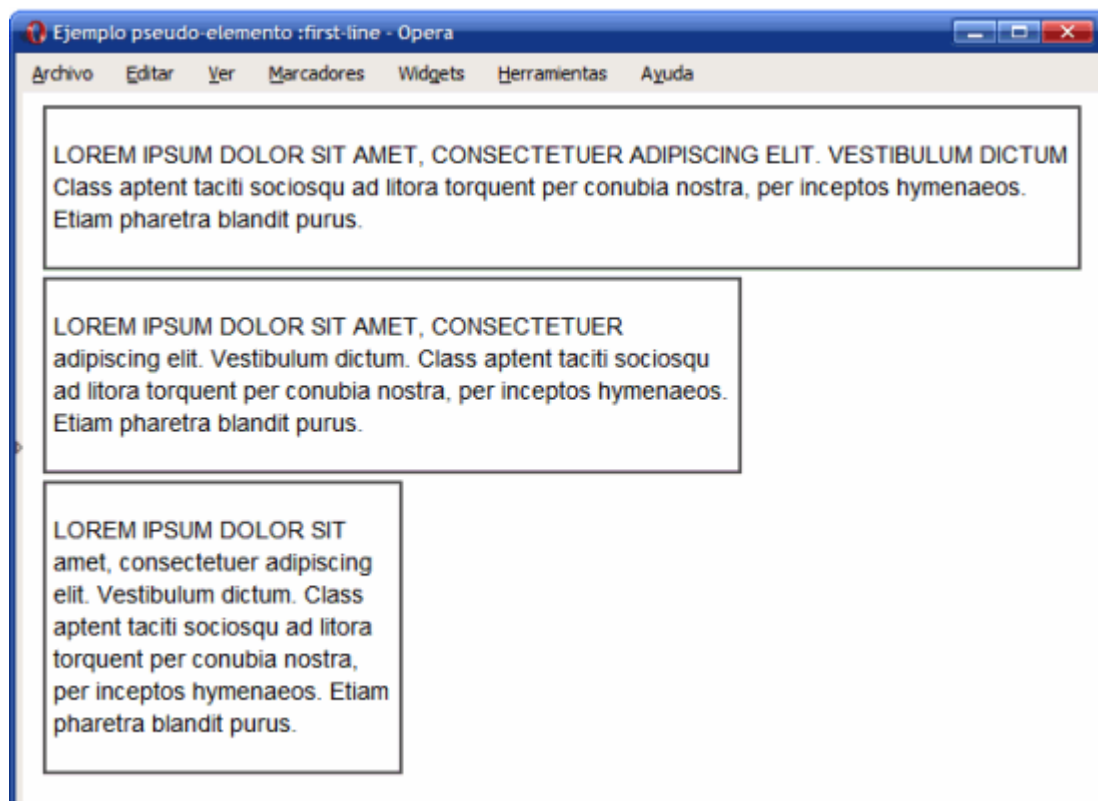 Ejemplo pseudo-elemento :first-line - Opera
Archivo Editar Ver Marcadores Widgets Herramientas Ayuda
LOREM IPSUM DOLOR SIT AMET, CONSECTETUER ADIPISCING ELIT. VESTIBULUM DICTUM
Class aptent taciti sociosqu ad litora torquent per conubia nostra, per inceptos hymenaeos.
Etiam pharetra blandit purus.
LOREM IPSUM DOLOR SIT AMET, CONSECTETUER
adipiscing elit. Vestibulum dictum. Class aptent taciti sociosqu
ad litora torquent per conubia nostra, per inceptos hymenaeos.
Etiam pharetra blandit purus.
LOREM IPSUM DOLOR SIT
amet, consectetuer adipiscing
elit. Vestibulum dictum. Class
aptent taciti sociosqu ad litora
torquent per conubia nostra,
per inceptos hymenaeos. Etiam
pharetra blandit purus.